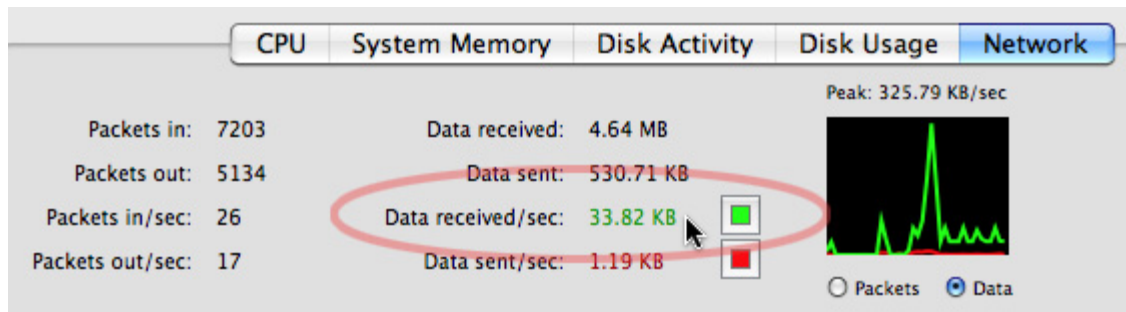 CPU System Memory Disk Activity Disk Usage Network
Peak: 325.79 KB/sec
Packets in: 7203 Data received: 4.64 MB
Packets out: 5134 Data sent: 530.71 KB
Packets in/sec: 26 Data received/sec: 33.82 KB
Packets out/sec: 17 Data sent/sec: 1.19 KB
Packets Data